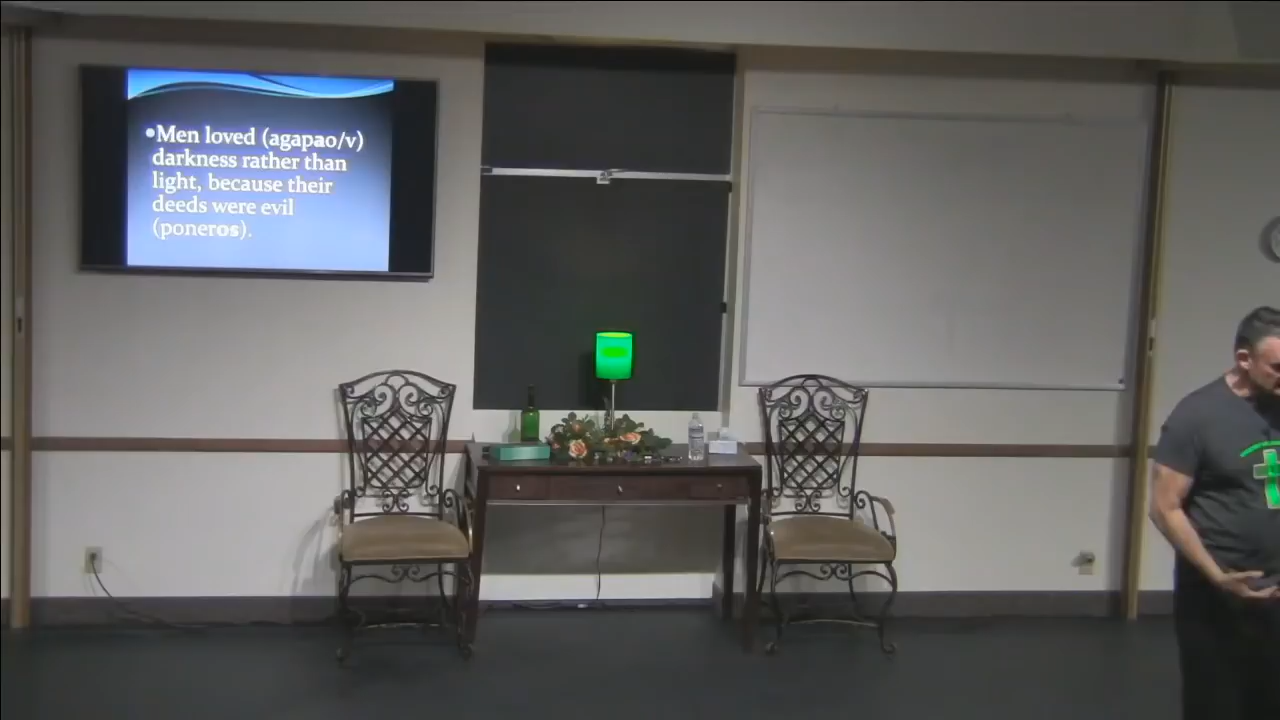 •Men loved (agapao/v)
darkness rather than
light, because their
deeds were evil
(poneros).